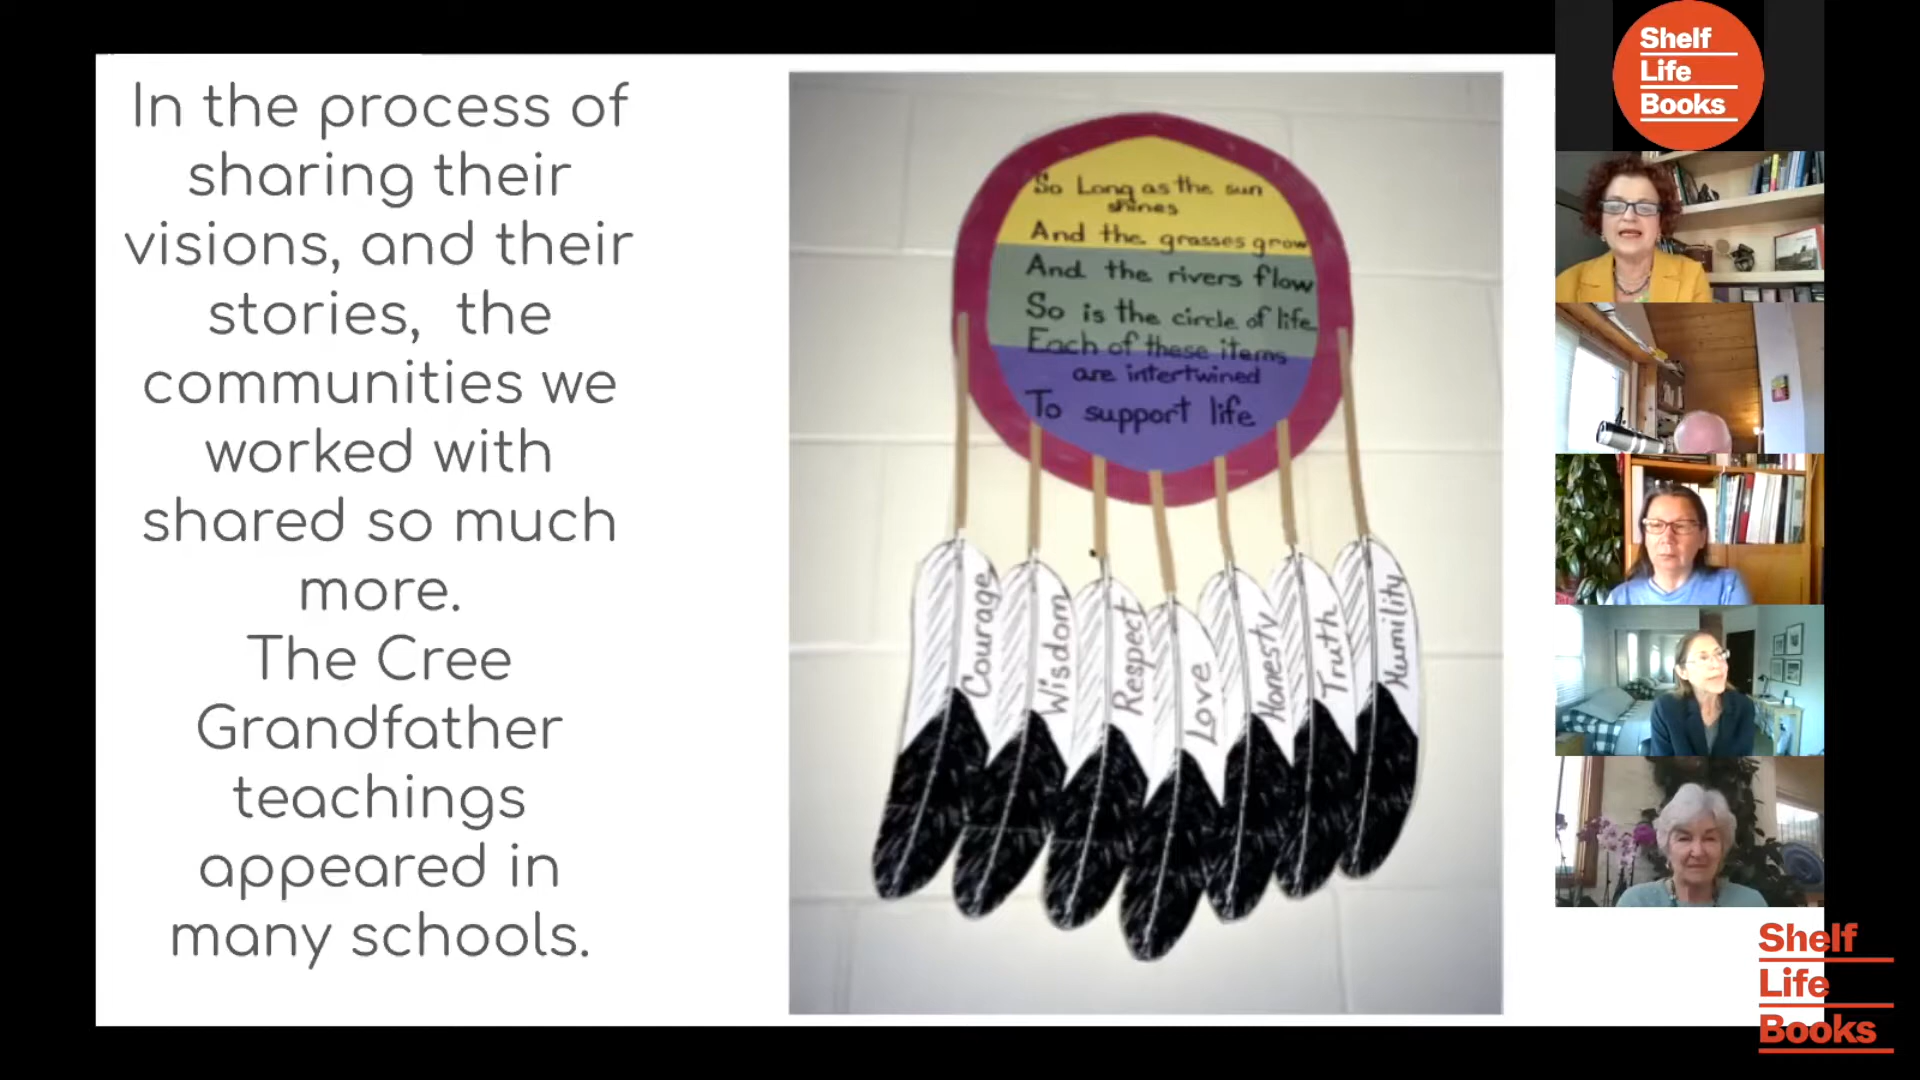 In the process of
sharing their
visions, and their
stories, the
communities we
worked with
shared so much
more.
The Cree
Grandfather
teachings
appeared in
many schools.
So Long as the sun
shines
And the grasses grow
And the rivers flow
So is the circle of life
Each of these items
are intertwined
To support life
Courage
Wisdom
Respect
Love
Honesty
Truth
Humility
Shelf
Life
Books
Shelf
Life
Books